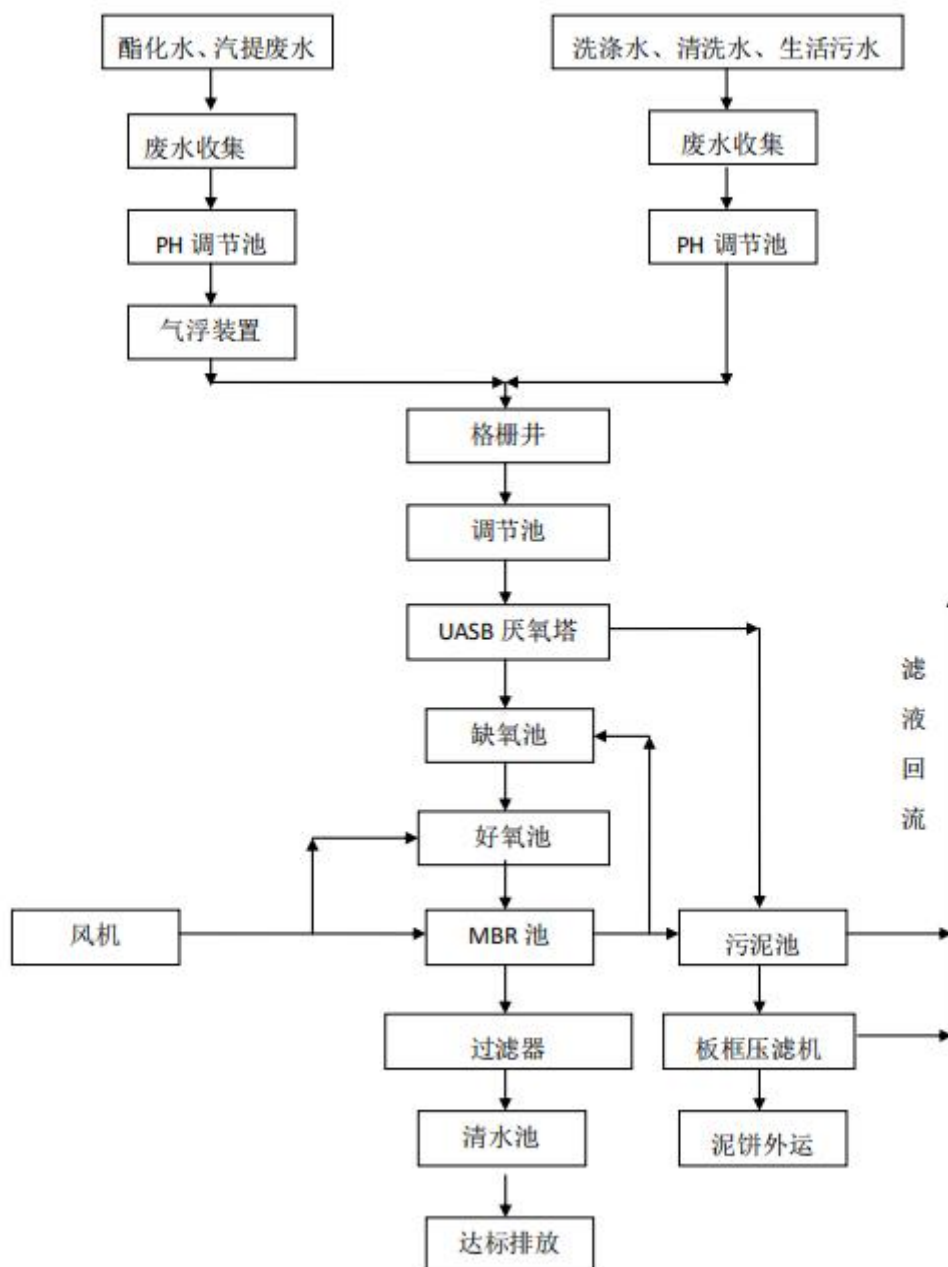 酯化水、汽提废水
洗涤水、清洗水、生活污水
废水收集
废水收集
PH 调节池
PH 调节池
气浮装置
格栅井
调节池
UASB 厌氧塔
滤
液
回
流
缺氧池
好氧池
风机
MBR 池
污泥池
过滤器
板框压滤机
清水池
泥饼外运
达标排放